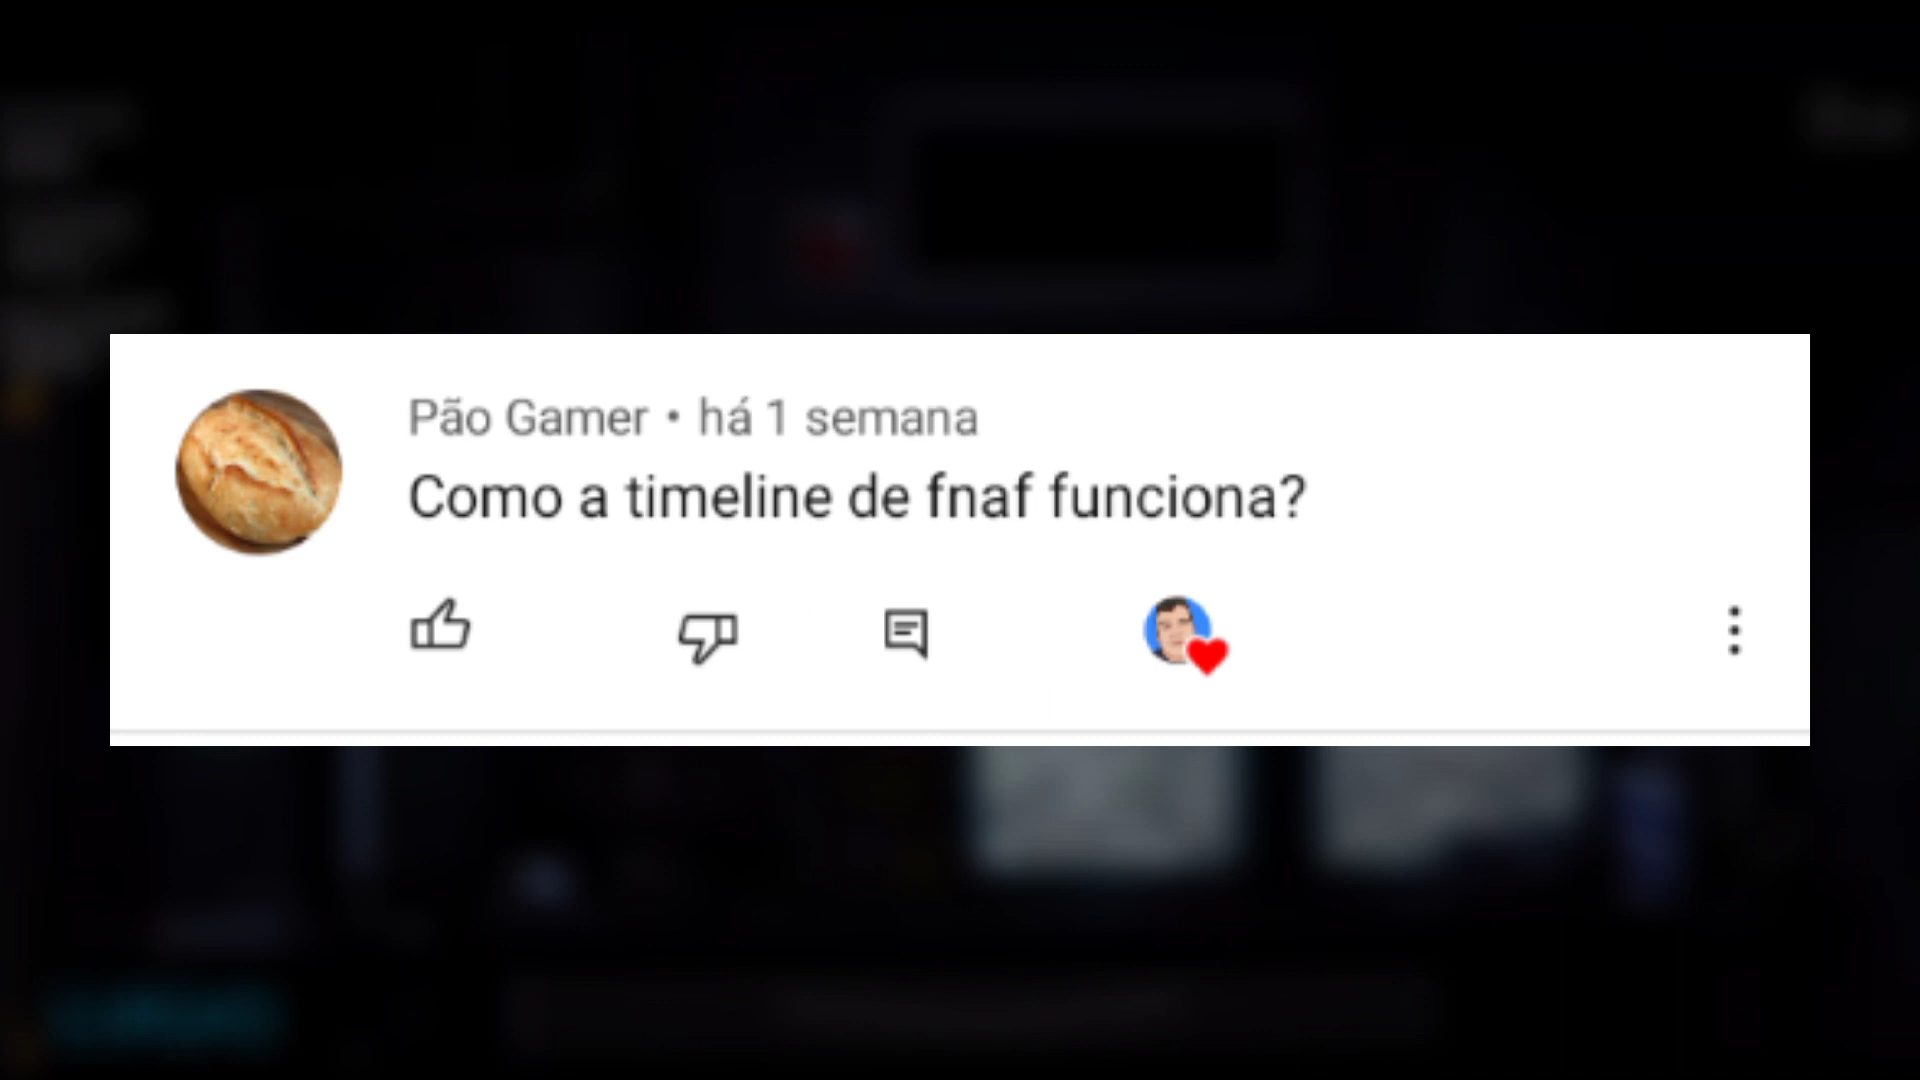 Pão Gamer • há 1 semana
Como a timeline de fnaf funciona?